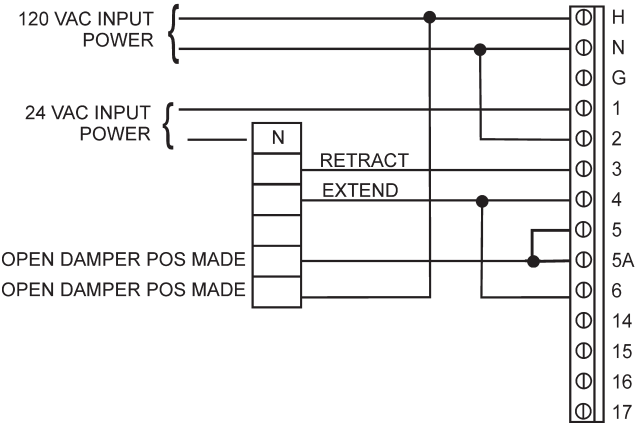 120 VAC INPUT
POWER
24 VAC INPUT
POWER
N
RETRACT
EXTEND
OPEN DAMPER POS MADE
OPEN DAMPER POS MADE
H
N
G
1
2
3
4
5
5A
6
14
15
16
17